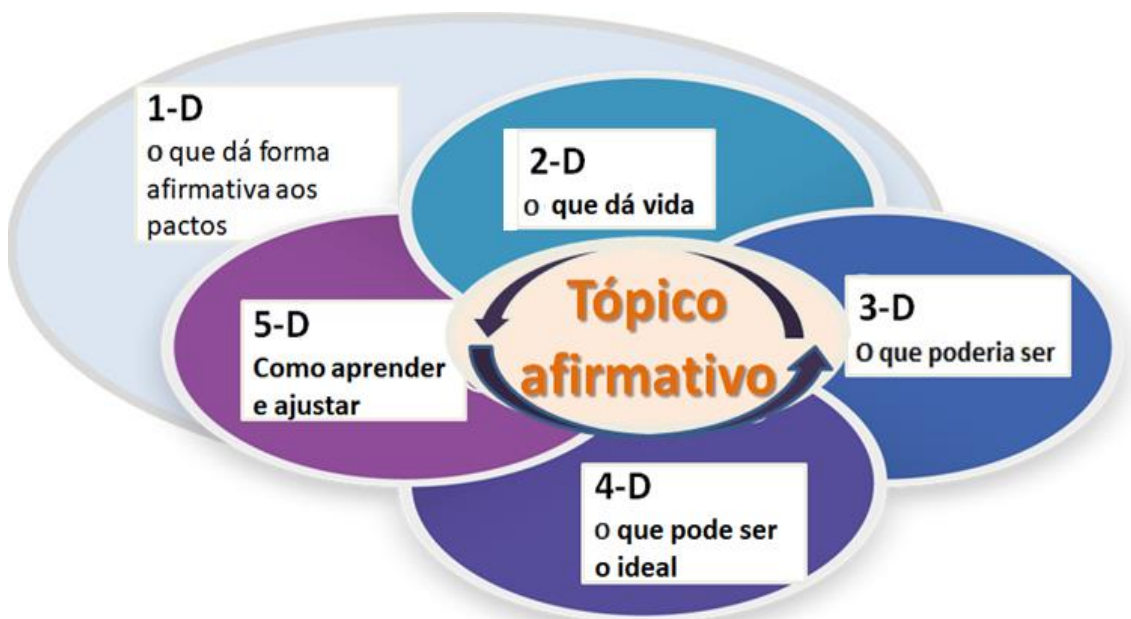 1-D
o que dá forma
afirmativa aos
pactos
2-D
o que dá vida
Tópico
afirmativo
3-D
O que poderia ser
5-D
Como aprender
e ajustar
4-D
o que pode ser
o ideal